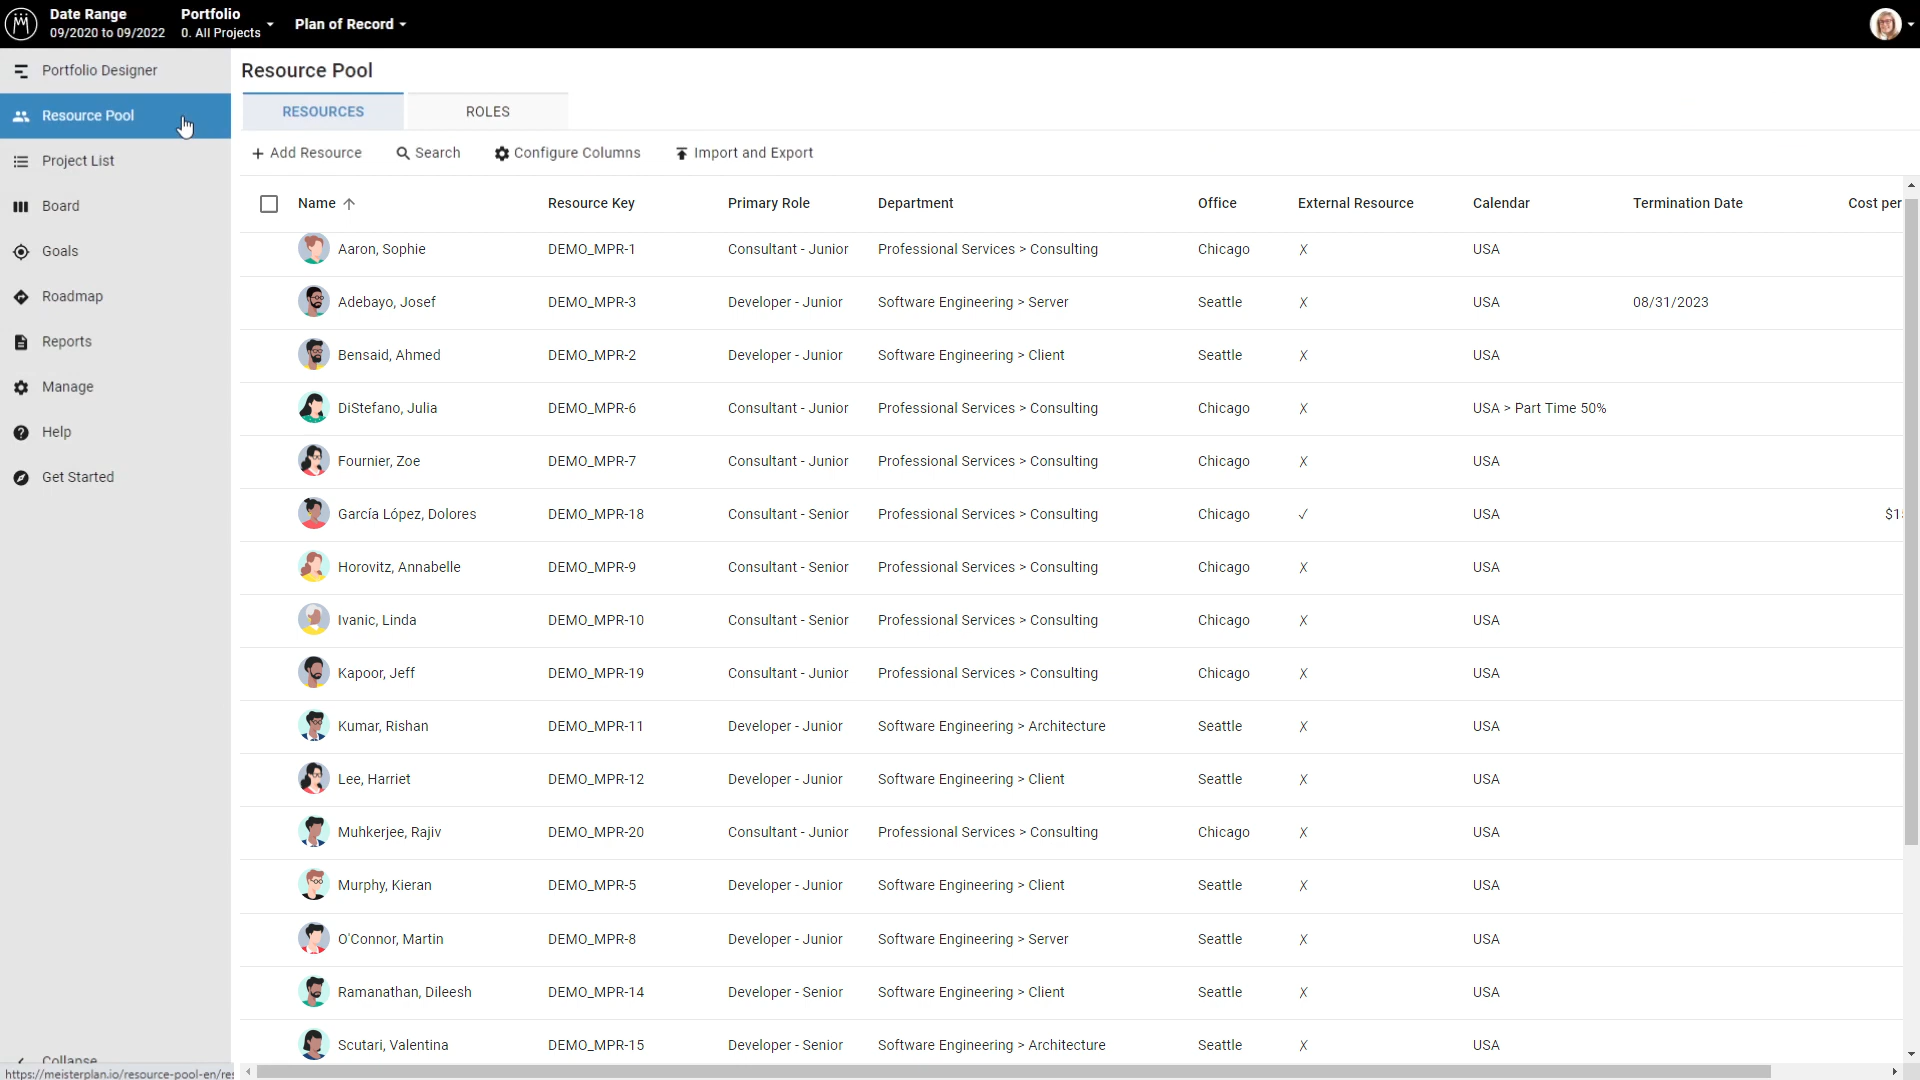 Date Range
09/2020 to 09/2022
Portfolio
0. All Projects
Plan of Record
Portfolio Designer
Resource Pool
Project List
Board
Goals
Roadmap
Reports
Manage
Help
Get Started
Collapse
https://meisterplan.io/resource-pool-en/re
Resource Pool
RESOURCES ROLES
Add Resource Search Configure Columns Import and Export
Name Resource Key Primary Role Department Office External Resource Calendar Termination Date Cost per
Aaron, Sophie DEMO_MPR-1 Consultant - Junior Professional Services > Consulting Chicago ✗ USA
Adebayo, Josef DEMO_MPR-3 Developer - Junior Software Engineering > Server Seattle ✗ USA 08/31/2023
Bensaid, Ahmed DEMO_MPR-2 Developer - Junior Software Engineering > Client Seattle ✗ USA
DiStefano, Julia DEMO_MPR-6 Consultant - Junior Professional Services > Consulting Chicago ✗ USA > Part Time 50%
Fournier, Zoe DEMO_MPR-7 Consultant - Junior Professional Services > Consulting Chicago ✗ USA
García López, Dolores DEMO_MPR-18 Consultant - Senior Professional Services > Consulting Chicago ✓ USA $1
Horovitz, Annabelle DEMO_MPR-9 Consultant - Senior Professional Services > Consulting Chicago ✗ USA
Ivanic, Linda DEMO_MPR-10 Consultant - Senior Professional Services > Consulting Chicago ✗ USA
Kapoor, Jeff DEMO_MPR-19 Consultant - Junior Professional Services > Consulting Chicago ✗ USA
Kumar, Rishan DEMO_MPR-11 Developer - Junior Software Engineering > Architecture Seattle ✗ USA
Lee, Harriet DEMO_MPR-12 Developer - Junior Software Engineering > Client Seattle ✗ USA
Muhkerjee, Rajiv DEMO_MPR-20 Consultant - Junior Professional Services > Consulting Chicago ✗ USA
Murphy, Kieran DEMO_MPR-5 Developer - Junior Software Engineering > Client Seattle ✗ USA
O'Connor, Martin DEMO_MPR-8 Developer - Junior Software Engineering > Server Seattle ✗ USA
Ramanathan, Dileesh DEMO_MPR-14 Developer - Senior Software Engineering > Client Seattle ✗ USA
Scutari, Valentina DEMO_MPR-15 Developer - Senior Software Engineering > Architecture Seattle ✗ USA